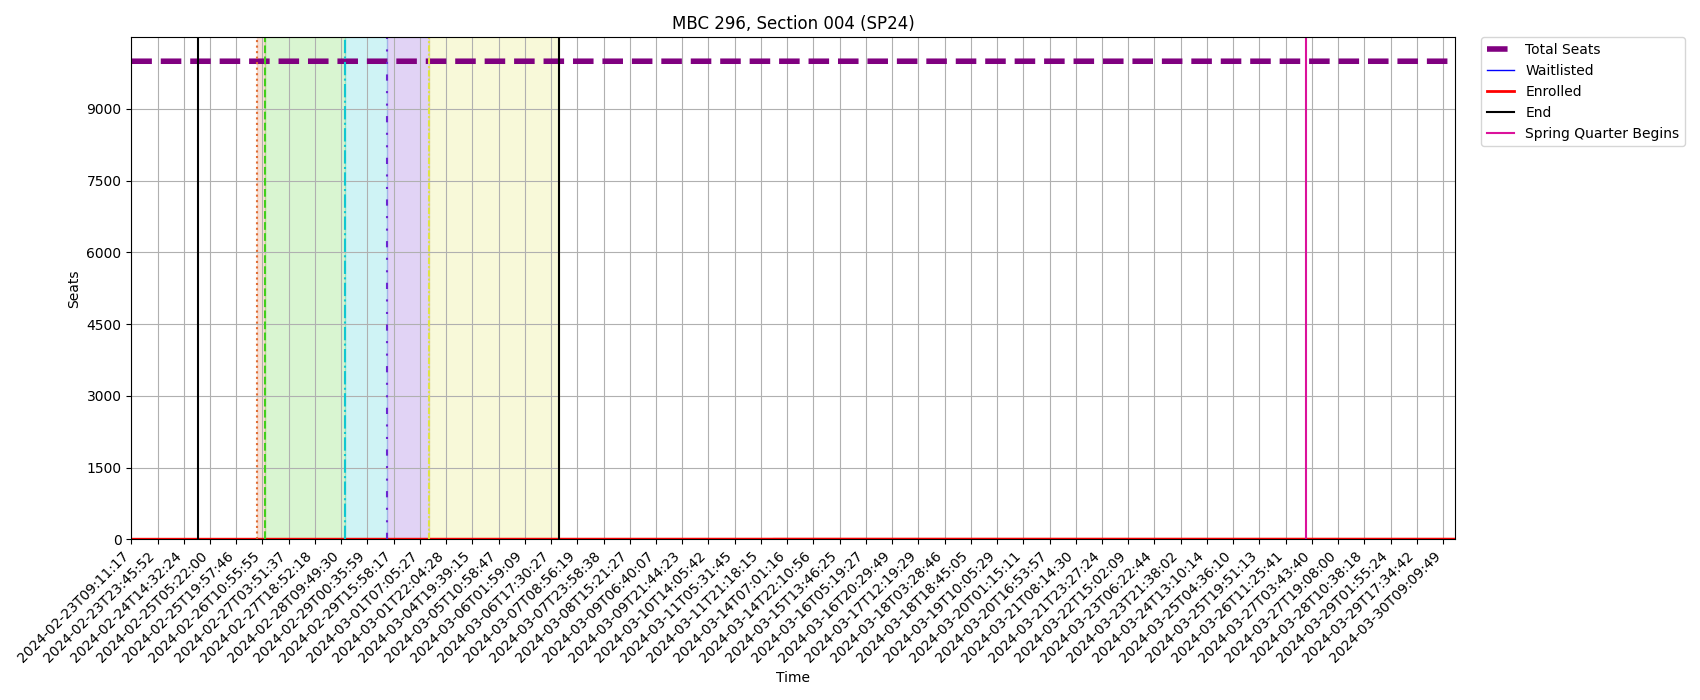 MBC 296, Section 004 (SP24)
Total Seats
Waitlisted
Enrolled
End
Spring Quarter Begins
Seats
9000
7500
6000
4500
3000
1500
0
2024-02-23T09:11:17
2024-02-23T23:45:52
2024-02-24T14:32:24
2024-02-25T05:22:00
2024-02-25T19:57:46
2024-02-26T10:55:55
2024-02-27T03:51:37
2024-02-27T18:52:18
2024-02-28T09:49:30
2024-02-29T00:35:59
2024-02-29T15:58:17
2024-03-01T07:05:27
2024-03-01T22:04:28
2024-03-04T19:39:15
2024-03-05T10:58:47
2024-03-06T01:59:09
2024-03-06T17:30:27
2024-03-07T08:56:19
2024-03-07T23:58:38
2024-03-08T15:21:27
2024-03-09T06:40:07
2024-03-09T21:44:23
2024-03-10T14:05:42
2024-03-11T05:31:45
2024-03-11T21:18:15
2024-03-14T07:01:16
2024-03-14T22:10:56
2024-03-15T13:46:25
2024-03-16T05:19:27
2024-03-16T20:29:49
2024-03-17T12:19:29
2024-03-18T03:28:46
2024-03-18T18:45:05
2024-03-19T10:05:29
2024-03-20T01:15:11
2024-03-20T16:53:57
2024-03-21T08:14:30
2024-03-21T23:27:24
2024-03-22T15:02:09
2024-03-23T06:22:44
2024-03-23T21:38:02
2024-03-24T13:10:14
2024-03-25T04:36:10
2024-03-25T19:51:13
2024-03-26T11:25:41
2024-03-27T03:43:40
2024-03-27T19:08:00
2024-03-28T10:38:18
2024-03-29T01:55:24
2024-03-29T17:34:42
2024-03-30T09:09:49
Time